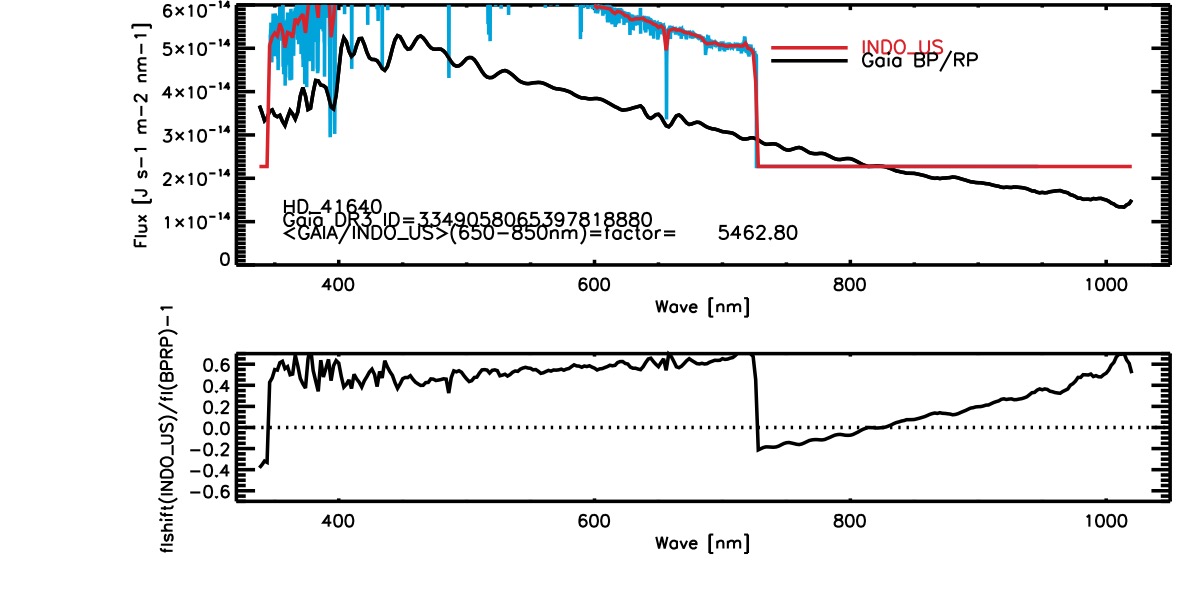 6×10⁻¹⁴
5×10⁻¹⁴
4×10⁻¹⁴
3×10⁻¹⁴
2×10⁻¹⁴
1×10⁻¹⁴
0
Flux [J s−1 m−2 nm−1]
INDO_US
Gaia BP/RP
HD_41640
Gaia DR3 ID=3349058065397818880
<GAIA/INDO_US>(650−850nm)=factor= 5462.80
400 600 800 1000
Wave [nm]
flshift(INDO_US)/fl(BPRP)−1
0.6
0.4
0.2
0.0
−0.2
−0.4
−0.6
400 600 800 1000
Wave [nm]